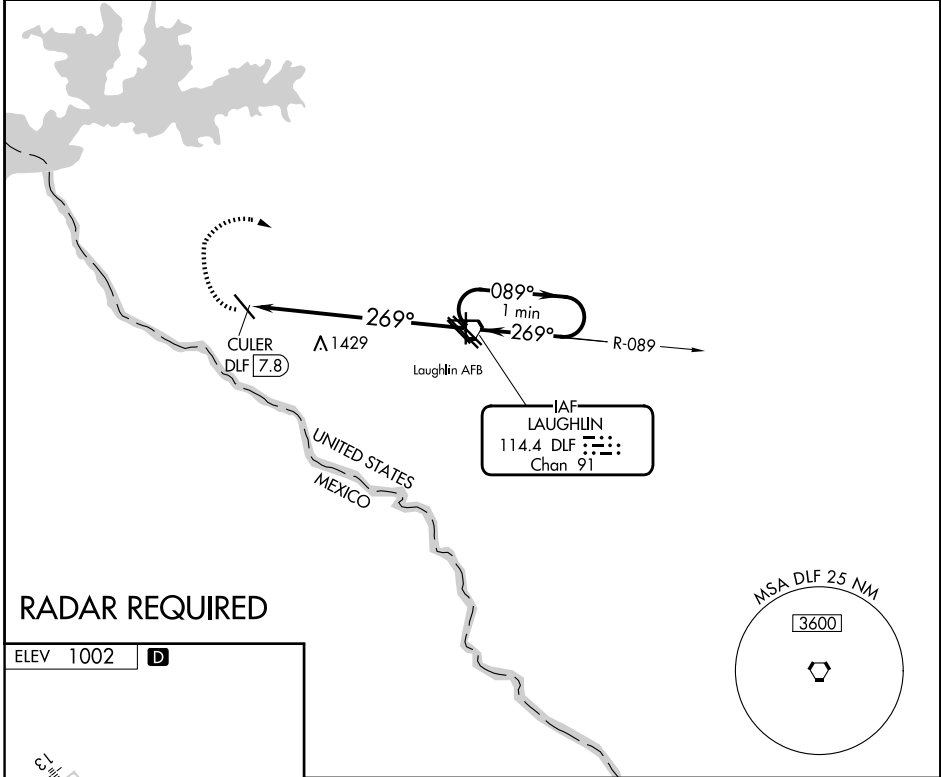 089°
1 min
269°
269°
R-089
CULER
DLF 7.8
1429
Laughlin AFB
IAF
LAUGHLIN
114.4 DLF
Chan 91
UNITED STATES
MEXICO
RADAR REQUIRED
MSA DLF 25 NM
3600
ELEV 1002 D
13